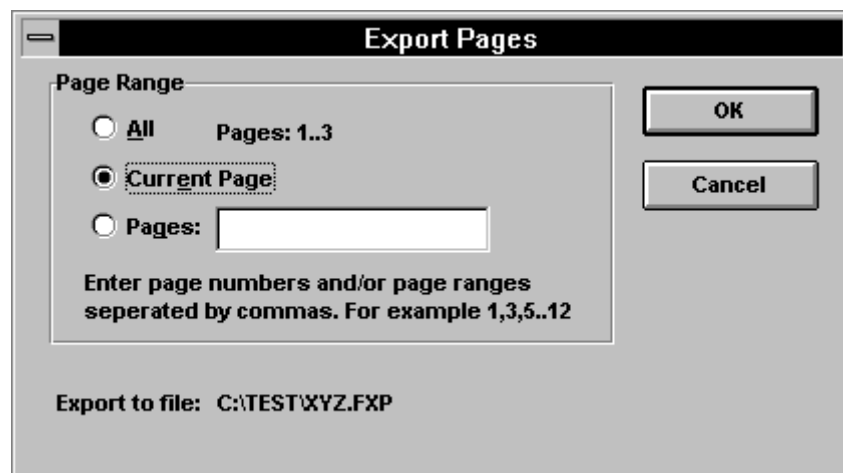 Export Pages
Page Range
All Pages: 1..3
Current Page
Pages:
Enter page numbers and/or page ranges
seperated by commas. For example 1,3,5..12
OK
Cancel
Export to file: C:\TEST\XYZ.FXP